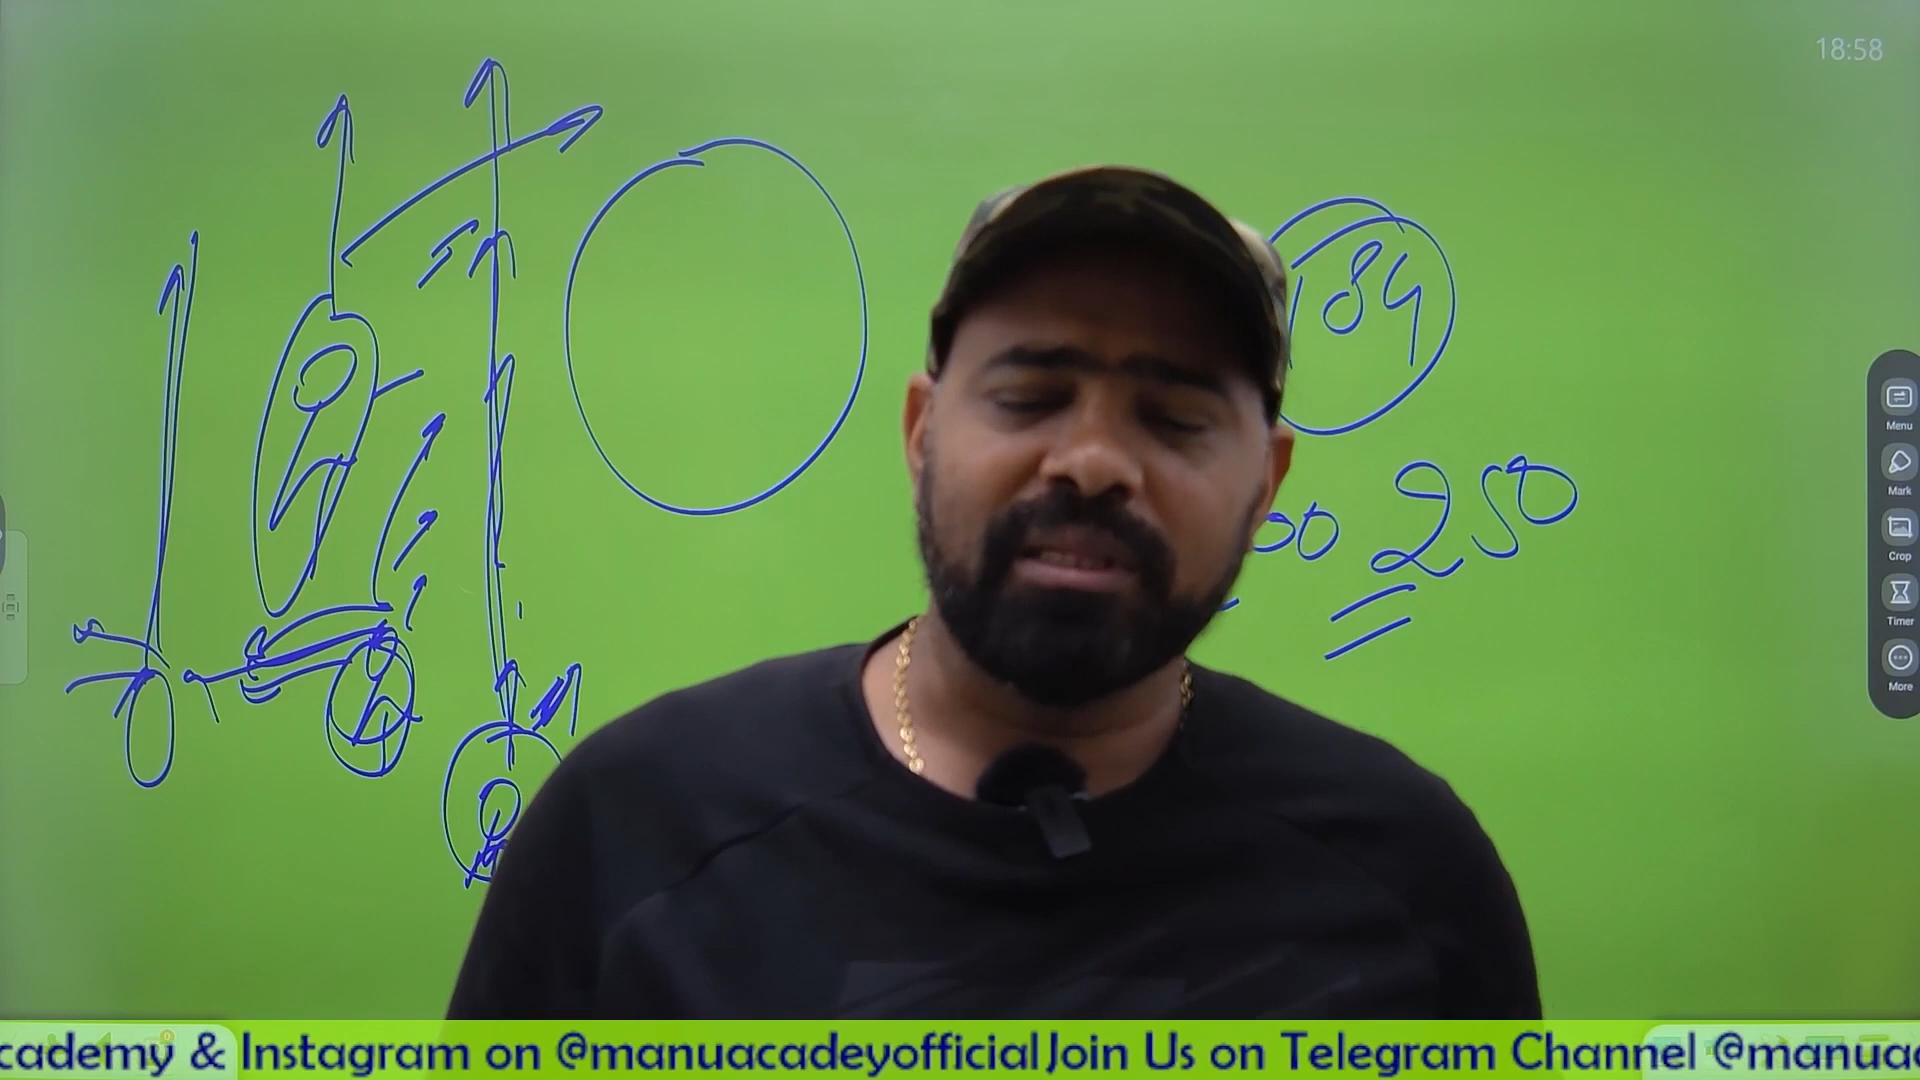 18:58
184
250
Menu
Mark
Crop
Timer
More
cademy & Instagram on @manuacadeyofficial Join Us on Telegram Channel @manuac